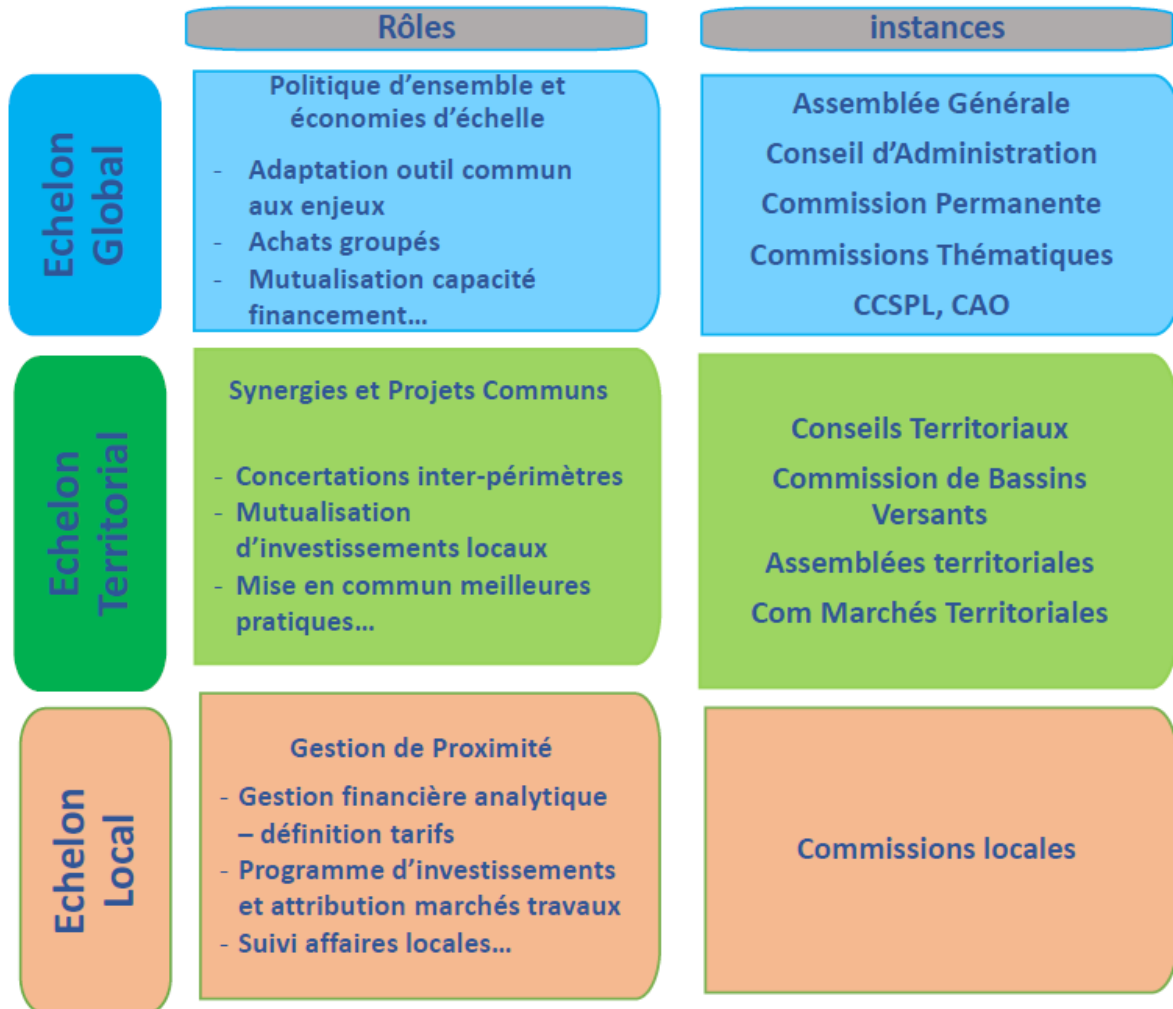 Rôles
instances
Echelon
Global
Politique d’ensemble et
économies d’échelle
- Adaptation outil commun
aux enjeux
- Achats groupés
- Mutualisation capacité
financement…
Assemblée Générale
Conseil d’Administration
Commission Permanente
Commissions Thématiques
CCSPL, CAO
Echelon
Territorial
Synergies et Projets Communs
- Concertations inter-périmètres
- Mutualisation
d’investissements locaux
- Mise en commun meilleures
pratiques…
Conseils Territoriaux
Commission de Bassins
Versants
Assemblées territoriales
Com Marchés Territoriales
Echelon
Local
Gestion de Proximité
- Gestion financière analytique
– définition tarifs
- Programme d’investissements
et attribution marchés travaux
- Suivi affaires locales…
Commissions locales